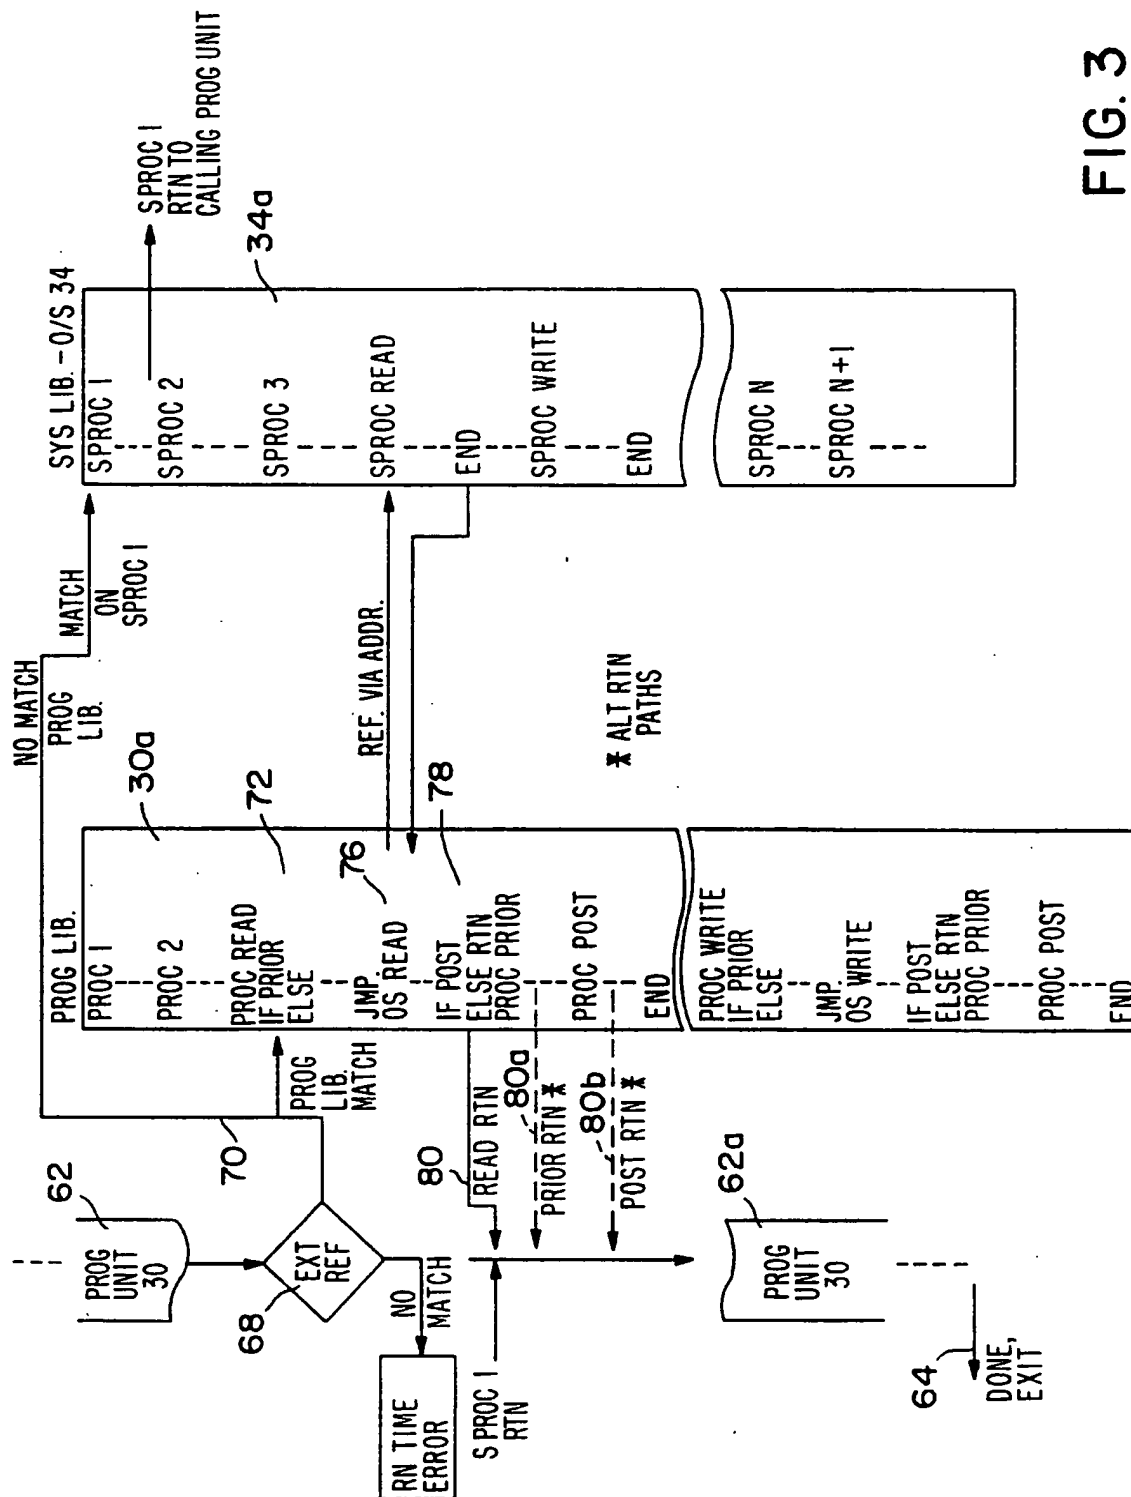 62
PROG
UNIT
30
68
EXT
REF
70
NO
MATCH
RN TIME
ERROR
SPROC 1
RTN
PROG
LIB.
MATCH
NO MATCH
PROG
LIB.
MATCH
ON
SPROC 1
PROG LIB.
30a
PROC 1
PROC 2
72
PROC READ
IF PRIOR
ELSE
76
JMP.
OS READ
78
IF POST
ELSE RTN
PROC PRIOR
PROC POST
END
PROC WRITE
IF PRIOR
ELSE
JMP.
OS WRITE
IF POST
ELSE RTN
PROC PRIOR
PROC POST
END
80
READ RTN
80a
PRIOR RTN *
80b
POST RTN *
62a
PROG
UNIT
30
64
DONE,
EXIT
REF. VIA ADDR.
* ALT RTN
PATHS
SYS LIB. - O/S 34
34a
SPROC 1
SPROC 2
SPROC 3
SPROC READ
END
SPROC WRITE
END
SPROC N
SPROC N+1
SPROC 1
RTN TO
CALLING PROG UNIT
FIG. 3